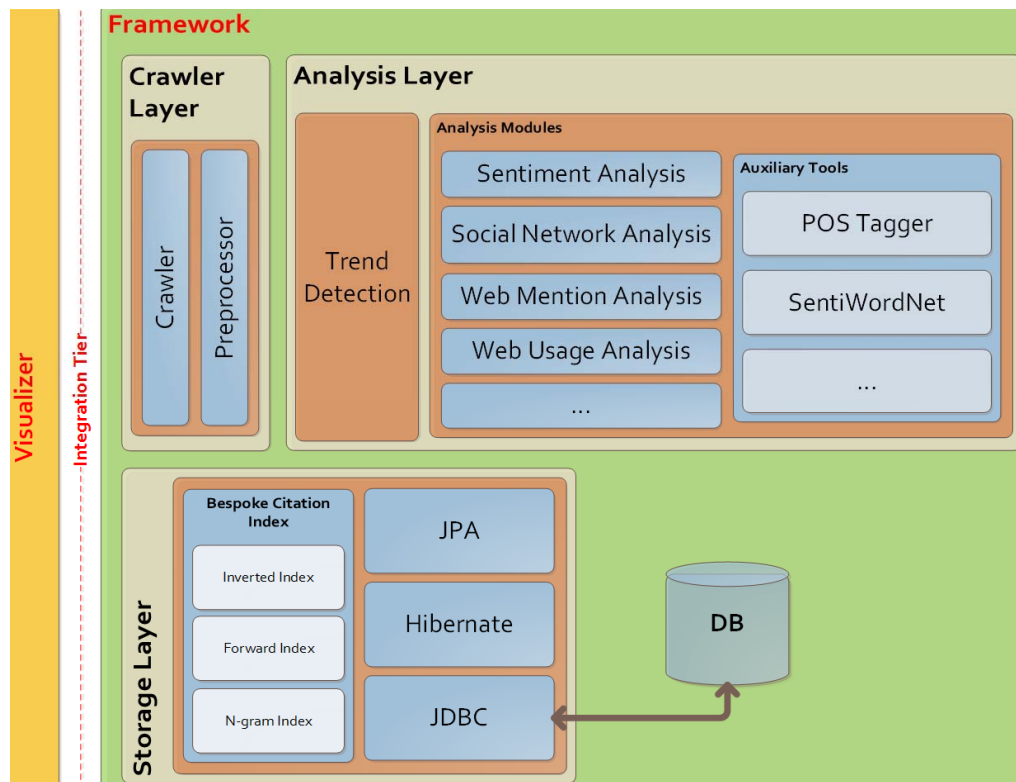 Visualizer
Integration Tier
Framework
Crawler
Layer
Crawler
Preprocessor
Analysis Layer
Trend
Detection
Analysis Modules
Sentiment Analysis
Social Network Analysis
Web Mention Analysis
Web Usage Analysis
...
Auxiliary Tools
POS Tagger
SentiWordNet
...
Storage Layer
Bespoke Citation
Index
Inverted Index
Forward Index
N-gram Index
JPA
Hibernate
JDBC
DB